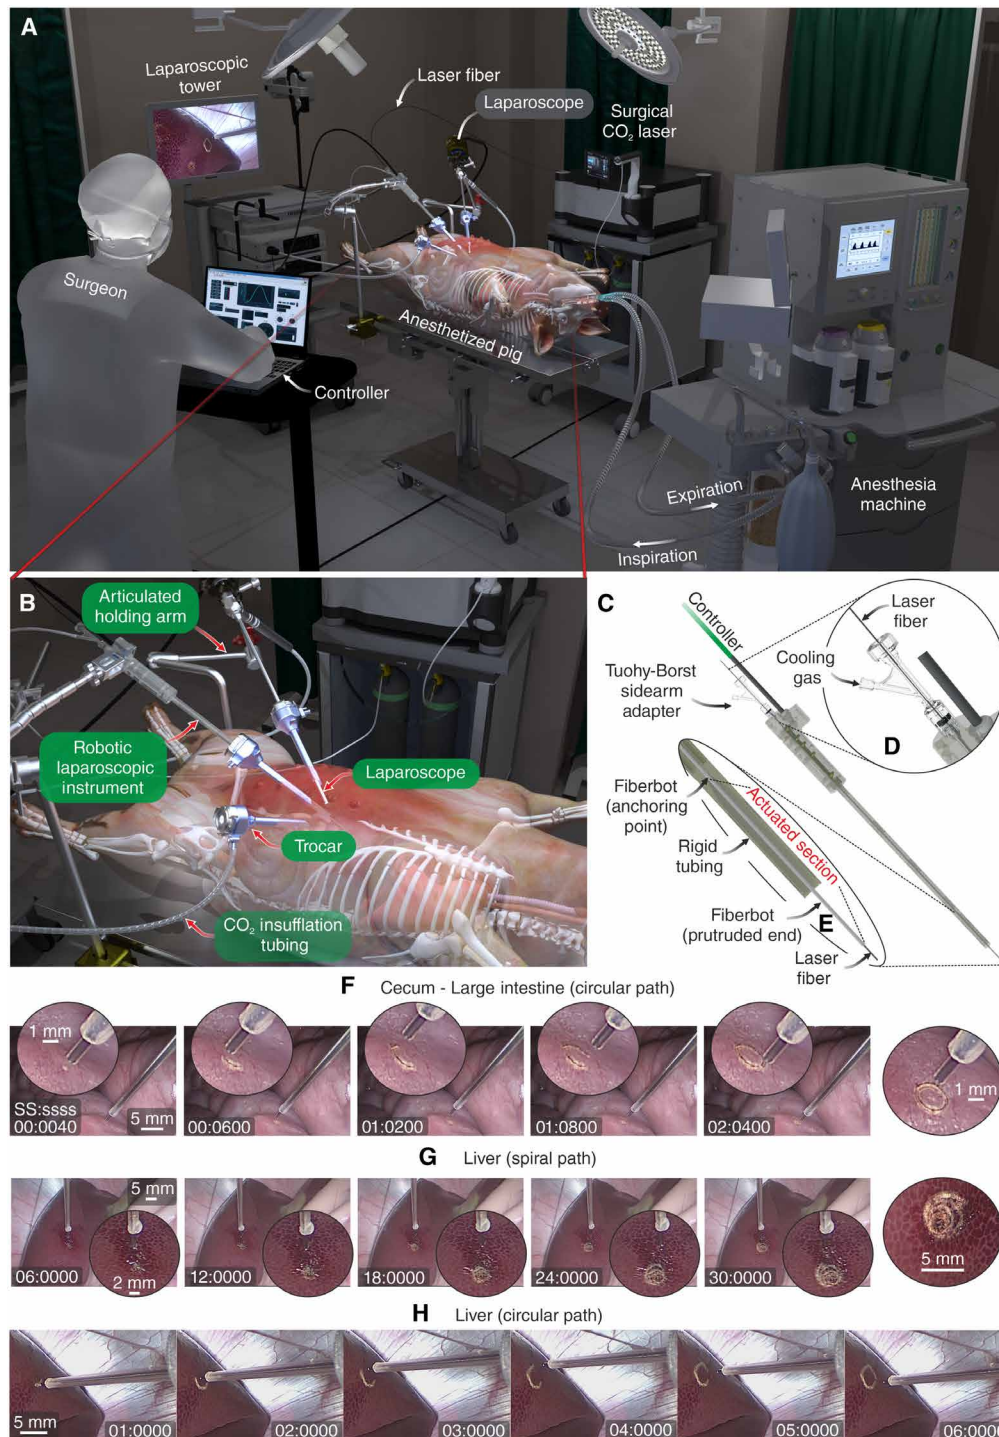 A
Laparoscopic
tower
Laser fiber
Laparoscope
Surgical
CO₂ laser
Surgeon
Anesthetized pig
Controller
Expiration
Inspiration
Anesthesia
machine
B
Articulated
holding arm
Robotic
laparoscopic
instrument
Laparoscope
Trocar
CO₂ insufflation
tubing
C
Controller
Tuohy-Borst
sidearm
adapter
Laser
fiber
Cooling
gas
D
Fiberbot
(anchoring
point)
Actuated section
Rigid
tubing
Fiberbot
(protruded end)
E
Laser
fiber
F Cecum - Large intestine (circular path)
1 mm
SS:ssss
00:0040
5 mm
00:0600
01:0200
01:0800
02:0400
1 mm
G Liver (spiral path)
5 mm
06:0000
2 mm
12:0000
18:0000
24:0000
30:0000
5 mm
H Liver (circular path)
5 mm
01:0000
02:0000
03:0000
04:0000
05:0000
06:0000